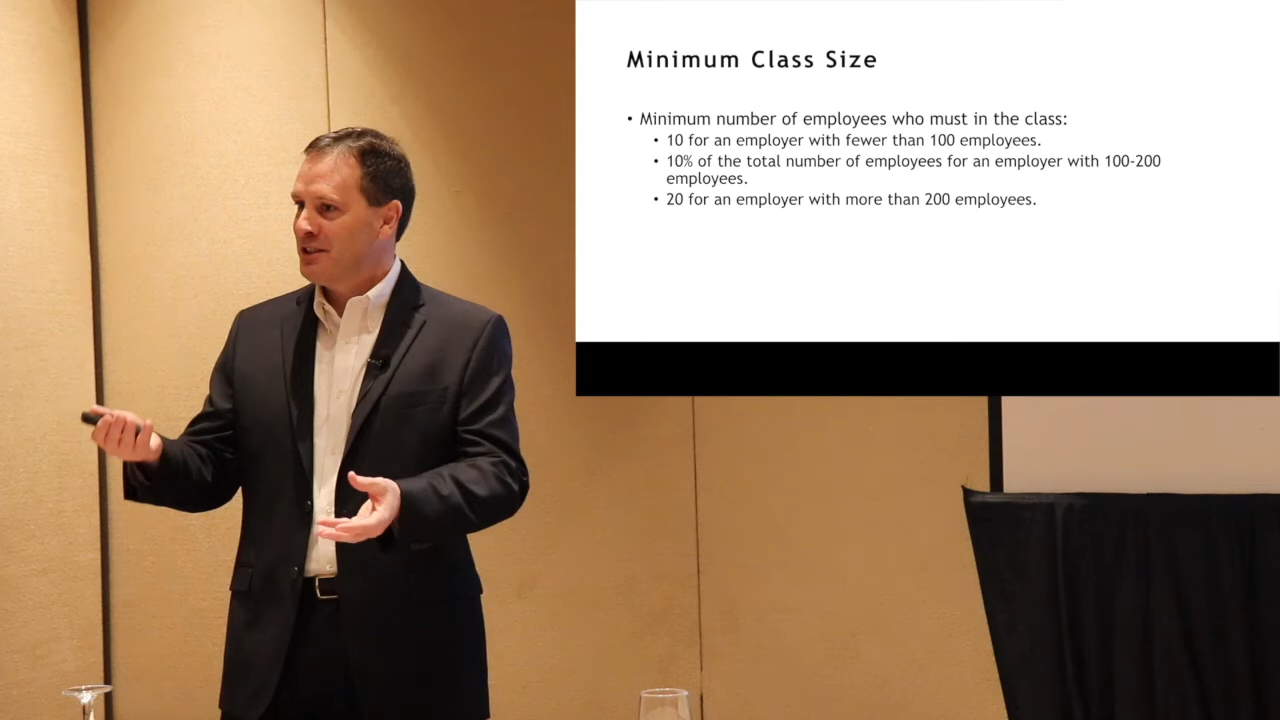 Minimum Class Size
• Minimum number of employees who must in the class:
• 10 for an employer with fewer than 100 employees.
• 10% of the total number of employees for an employer with 100-200
employees.
• 20 for an employer with more than 200 employees.